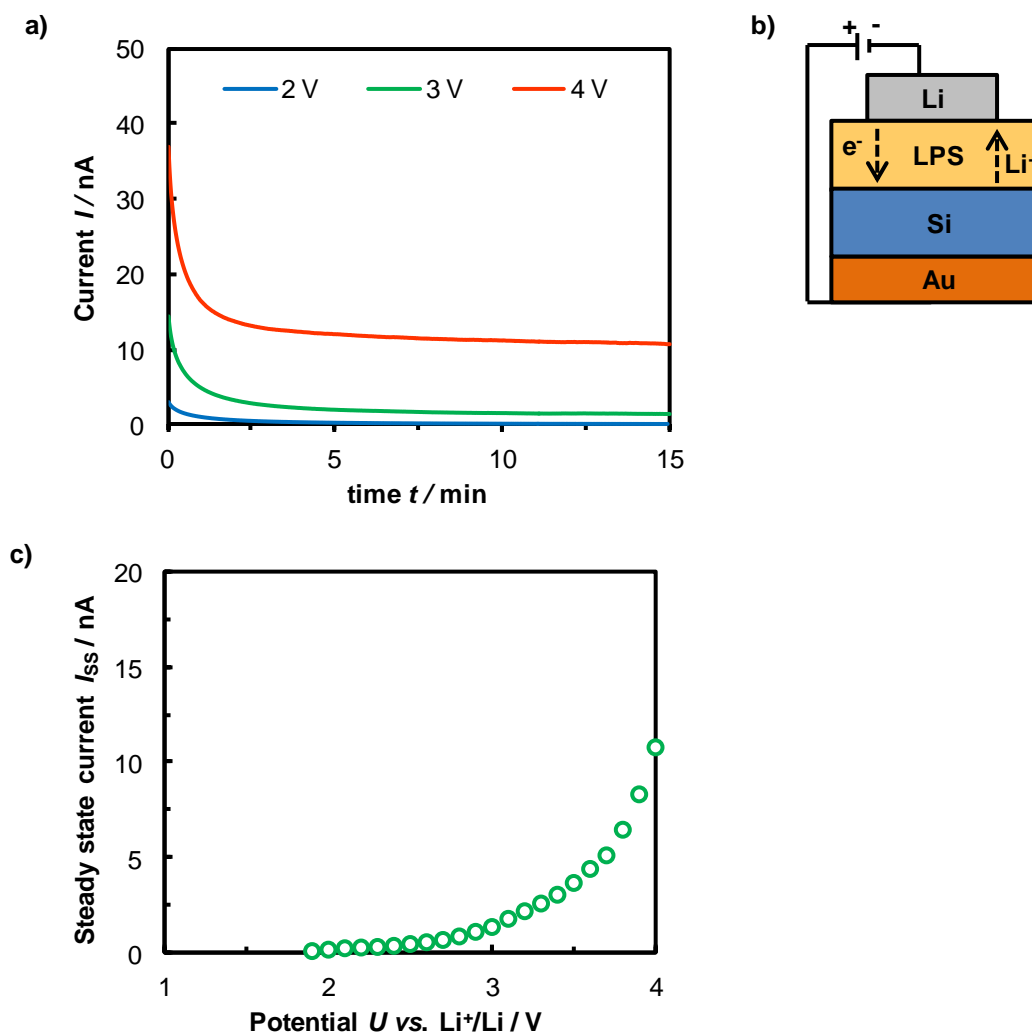 a)
50
40
30
20
10
0
Current I / nA
2 V 3 V 4 V
0 5 10 15
time t / min
b)
+ -
Li
e- LPS Li+
Si
Au
c)
20
15
10
5
0
Steady state current ISS / nA
1 2 3 4
Potential U vs. Li+/Li / V